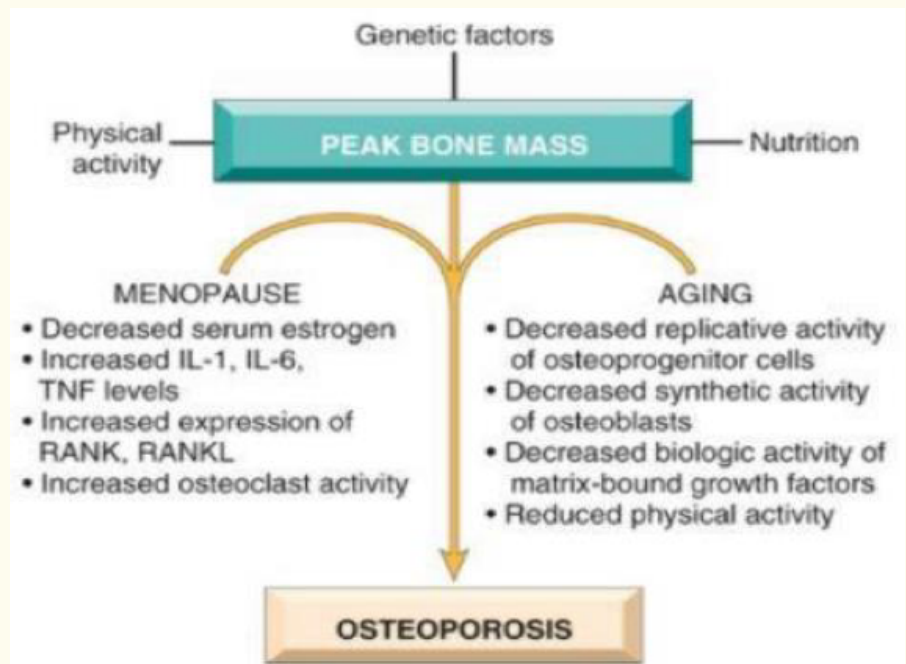 Genetic factors
Physical
activity
PEAK BONE MASS
Nutrition
MENOPAUSE
• Decreased serum estrogen
• Increased IL-1, IL-6,
TNF levels
• Increased expression of
RANK, RANKL
• Increased osteoclast activity
AGING
• Decreased replicative activity
of osteoprogenitor cells
• Decreased synthetic activity
of osteoblasts
• Decreased biologic activity of
matrix-bound growth factors
• Reduced physical activity
OSTEOPOROSIS